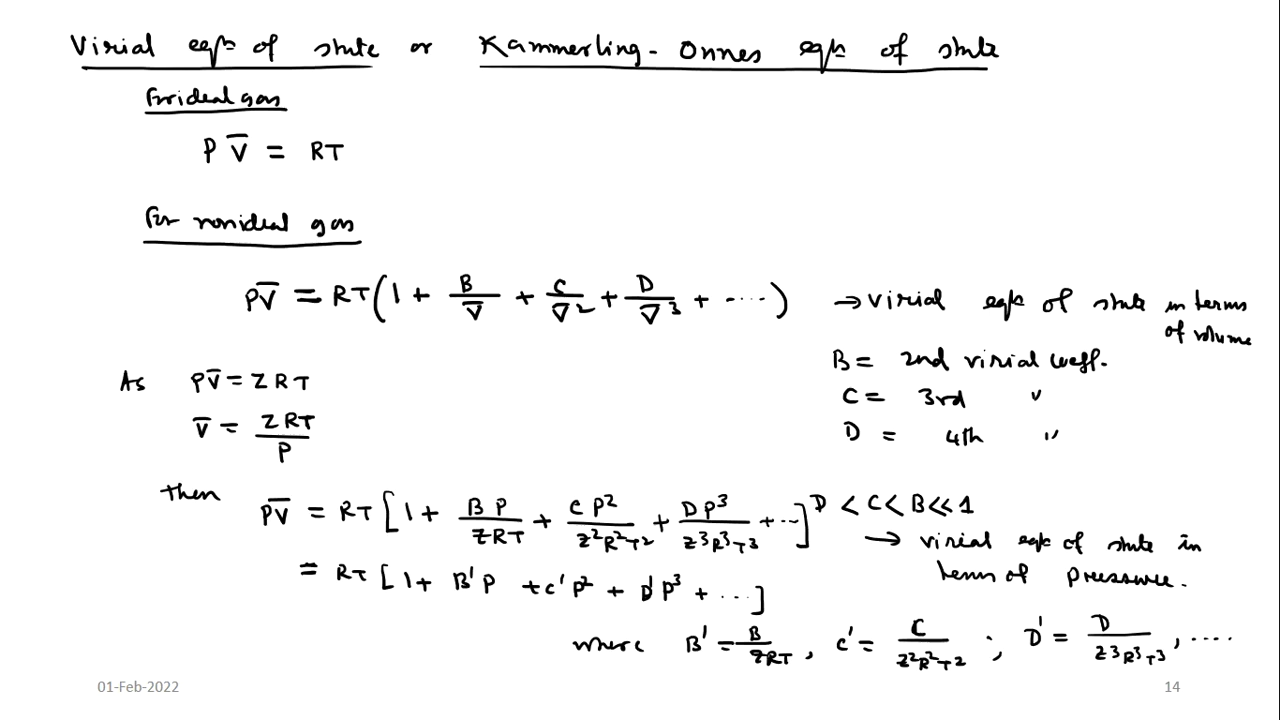 Virial eqⁿ of state or Kammerling-Onnes eqⁿ of state
For ideal gas
P V̄ = RT
For nonideal gas
PV̄ = RT(1 + B/V̄ + C/V̄² + D/V̄³ + ....) → virial eqⁿ of state in terms of volume
B = 2nd virial coeff.
C = 3rd "
D = 4th "
As PV̄ = ZRT
V̄ = ZRT/P
D < C < B << 1
then PV̄ = RT[1 + BP/ZRT + CP²/Z²R²T² + DP³/Z³R³T³ + ...] → virial eqⁿ of state in terms of pressure.
= RT[1 + B'P + C'P² + D'P³ + ....]
where B' = B/ZRT, C' = C/Z²R²T² ; D' = D/Z³R³T³, ....
01-Feb-2022
14